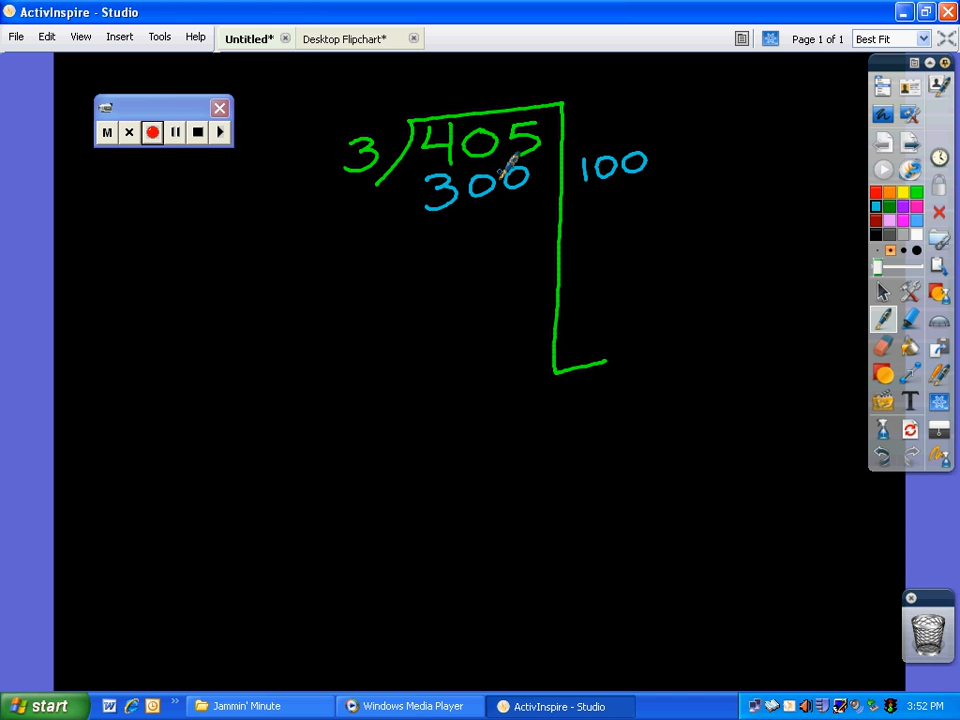 ActivInspire - Studio
File Edit View Insert Tools Help Untitled* Desktop Flipchart* Page 1 of 1 Best Fit
M
3 405
300 100
T
start Jammin' Minute Windows Media Player ActivInspire - Studio 3:52 PM